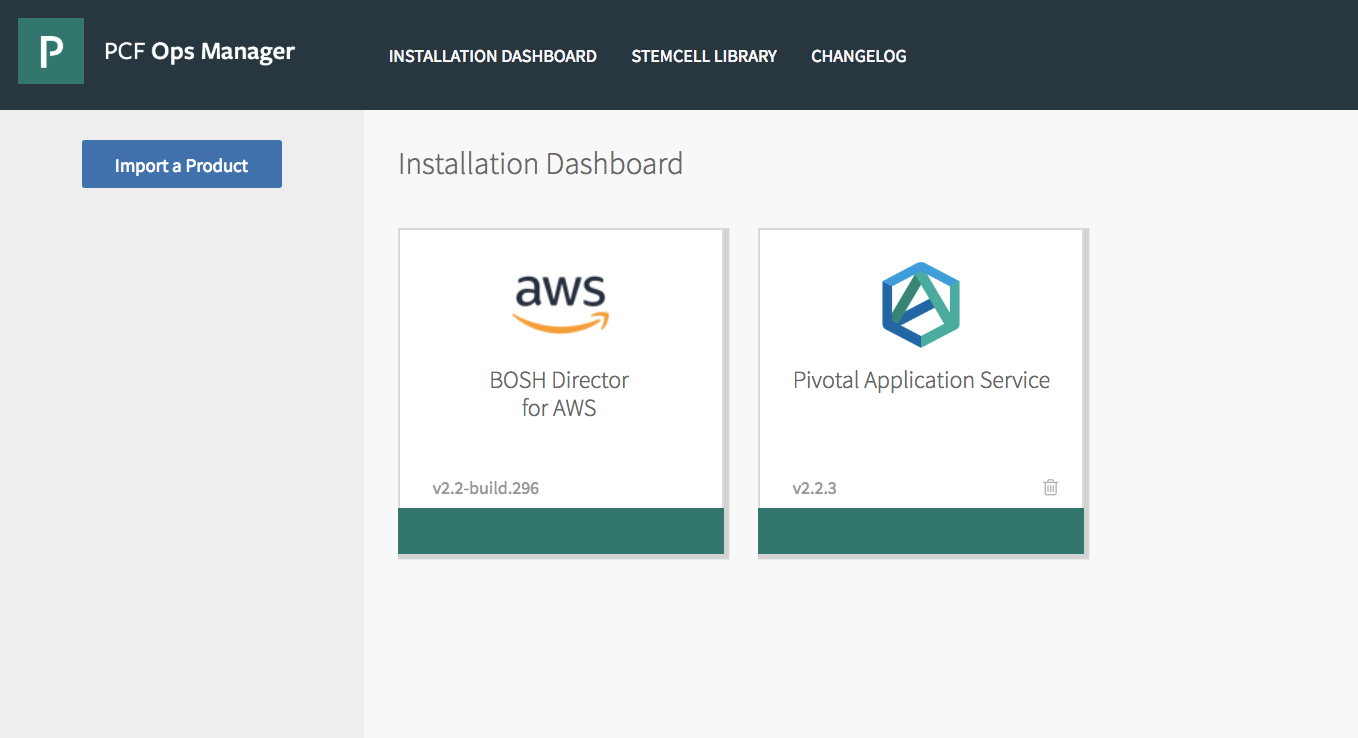 P
PCF Ops Manager
INSTALLATION DASHBOARD
STEMCELL LIBRARY
CHANGELOG
Import a Product
Installation Dashboard
aws
BOSH Director
for AWS
v2.2-build.296
Pivotal Application Service
v2.2.3